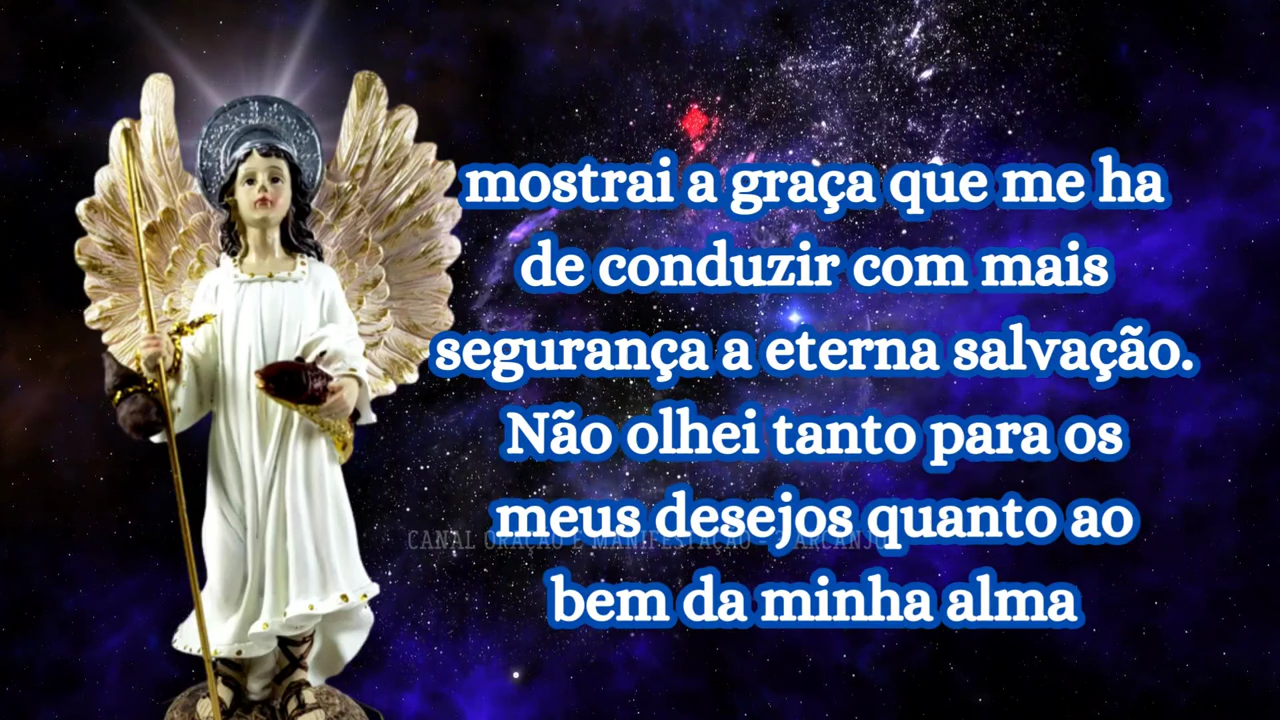 mostrai a graça que me ha
de conduzir com mais
segurança a eterna salvação.
Não olhei tanto para os
meus desejos quanto ao
CANAL ORAÇÃO E MANIFESTAÇÃO - 3 ARCANJO
bem da minha alma